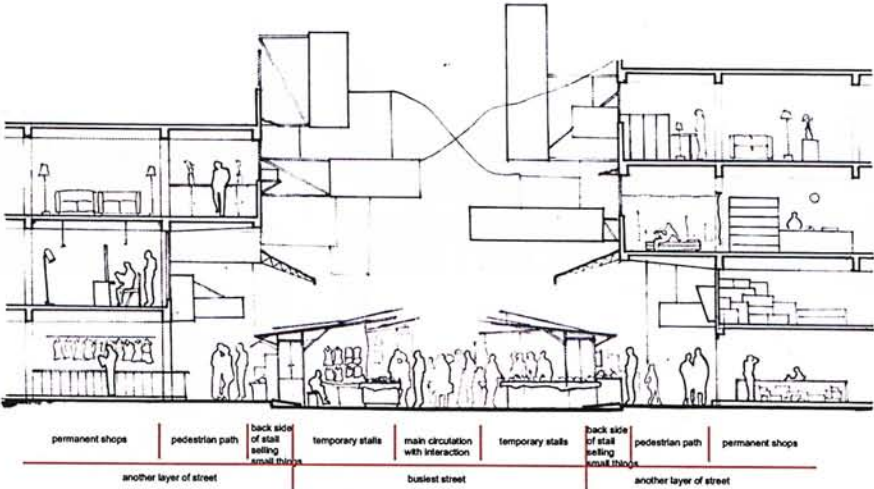 permanent shops
pedestrian path
back side
of stall
selling
small things
temporary stalls
main circulation
with interaction
temporary stalls
back side
of stall
selling
small things
pedestrian path
permanent shops
another layer of street
busiest street
another layer of street